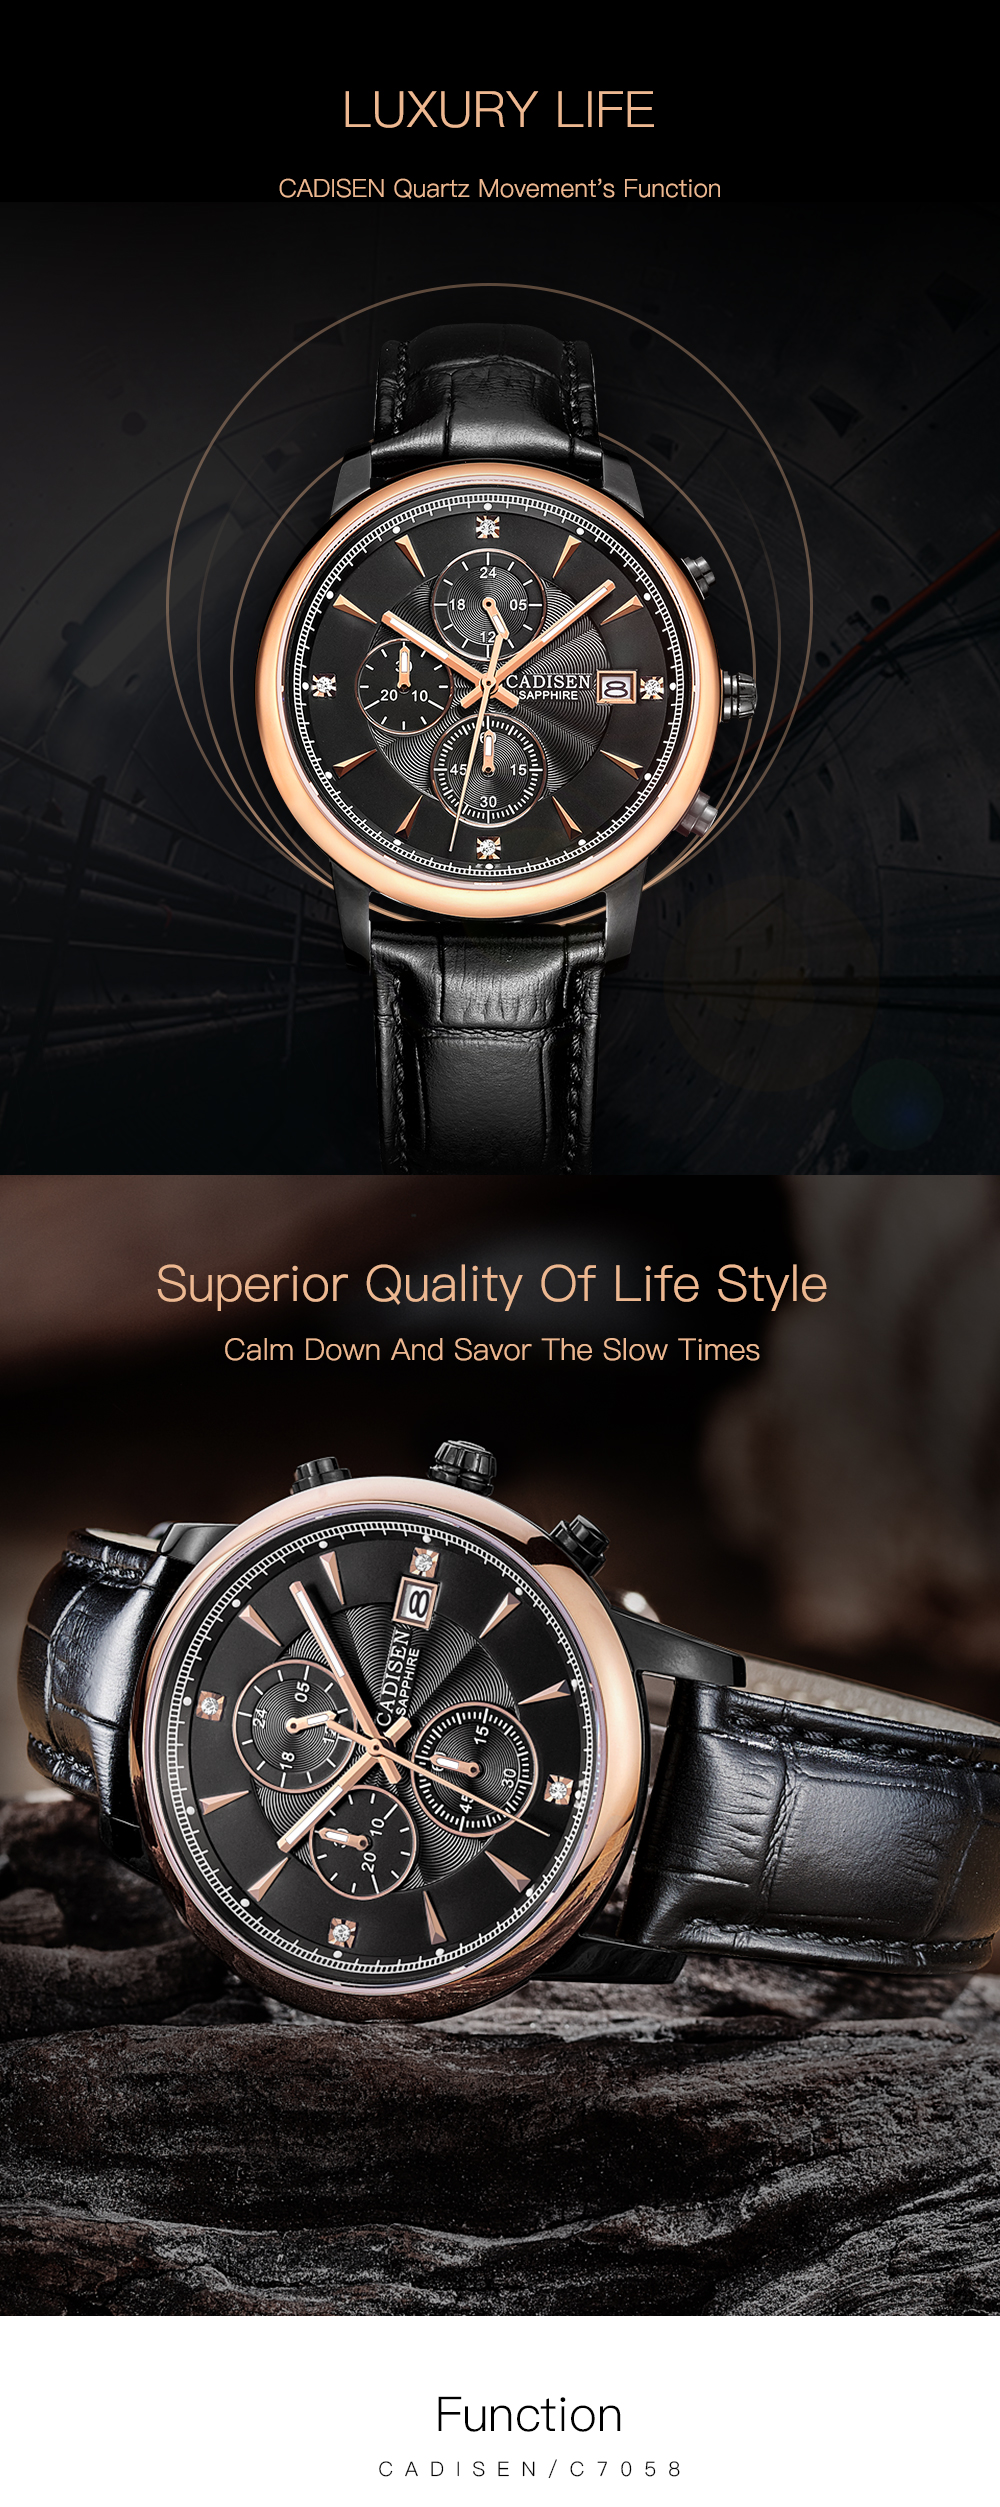 LUXURY LIFE
CADISEN Quartz Movement's Function
24
18 05
12
20 10
CADISEN
SAPPHIRE
8
45 15
30
Superior Quality Of Life Style
Calm Down And Savor The Slow Times
8
CADISEN
SAPPHIRE
24 05
18
15
30
45
10
20
Function
CADISEN/C7058